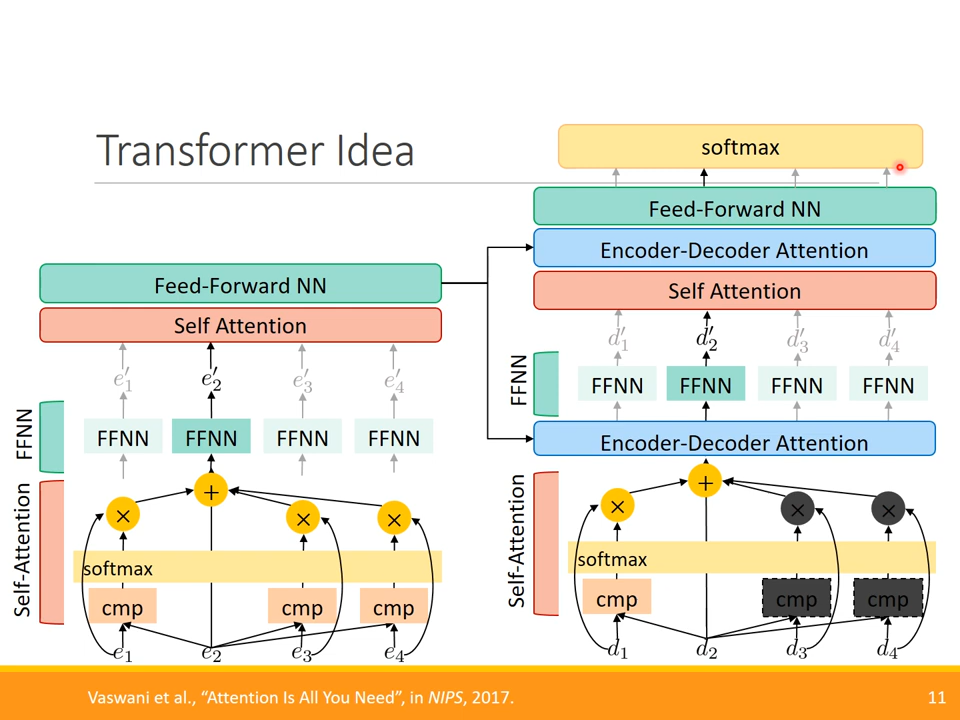 Transformer Idea
softmax
Feed-Forward NN
Encoder-Decoder Attention
Self Attention
d′1 d′2 d′3 d′4
FFNN
FFNN FFNN FFNN FFNN
Encoder-Decoder Attention
+
× × ×
softmax
Self-Attention
cmp cmp cmp
d1 d2 d3 d4
Feed-Forward NN
Self Attention
e′1 e′2 e′3 e′4
FFNN
FFNN FFNN FFNN FFNN
+
× × ×
softmax
Self-Attention
cmp cmp cmp
e1 e2 e3 e4
Vaswani et al., “Attention Is All You Need”, in NIPS, 2017.
11